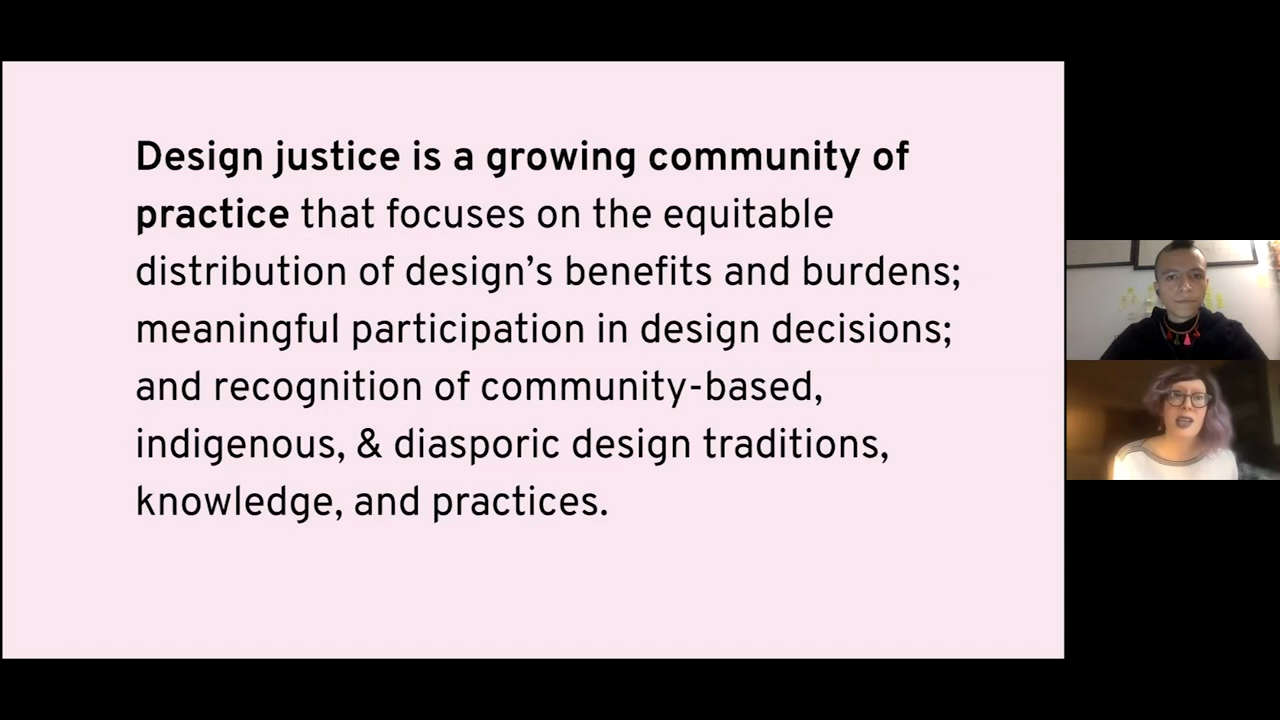 Design justice is a growing community of
practice that focuses on the equitable
distribution of design’s benefits and burdens;
meaningful participation in design decisions;
and recognition of community-based,
indigenous, & diasporic design traditions,
knowledge, and practices.